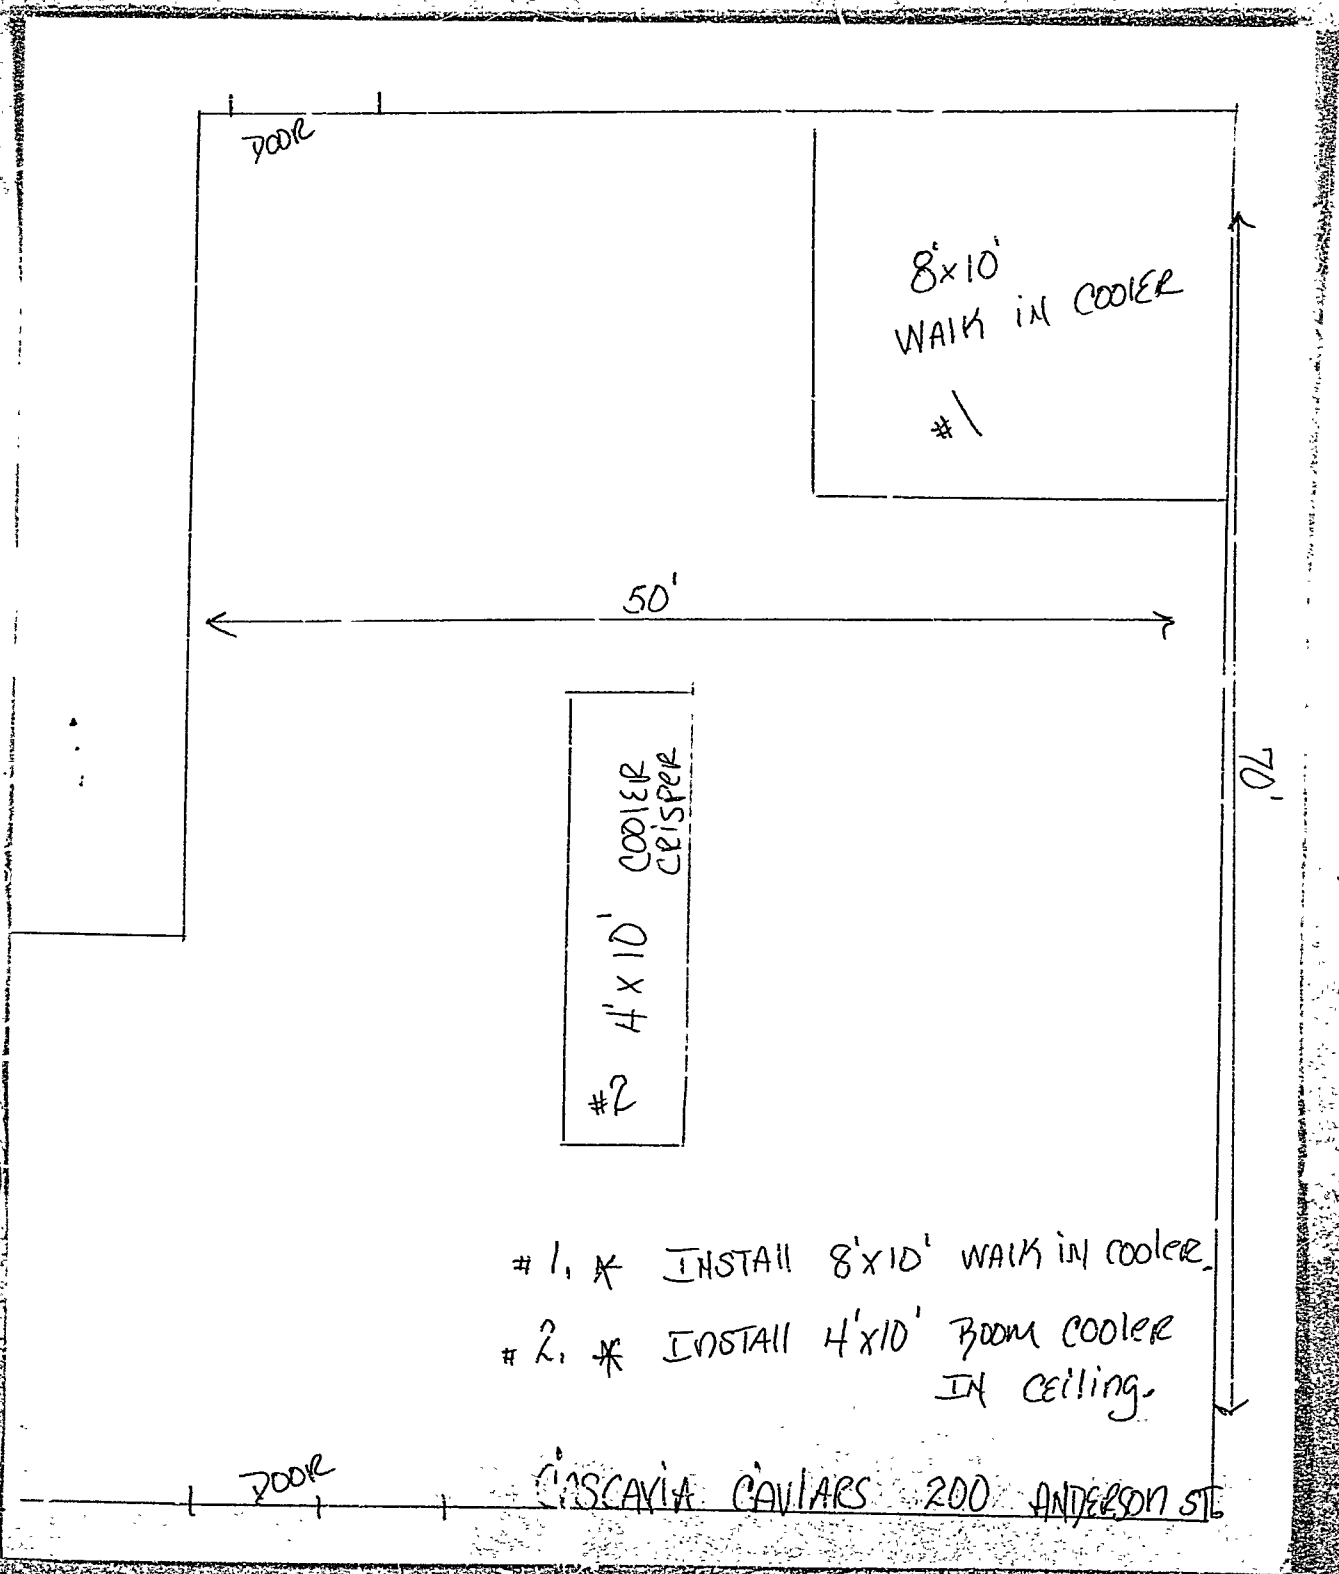 DOOR
8'x10'
WALK IN COOLER
#1
50'
70'
COOLER
CRISPER
#2 4'x10'
#1. * INSTALL 8'x10' WALK IN COOLER.
#2. * INSTALL 4'x10' ROOM COOLER
IN CEILING.
DOOR
CAVIARS 200 ANDERSON ST.